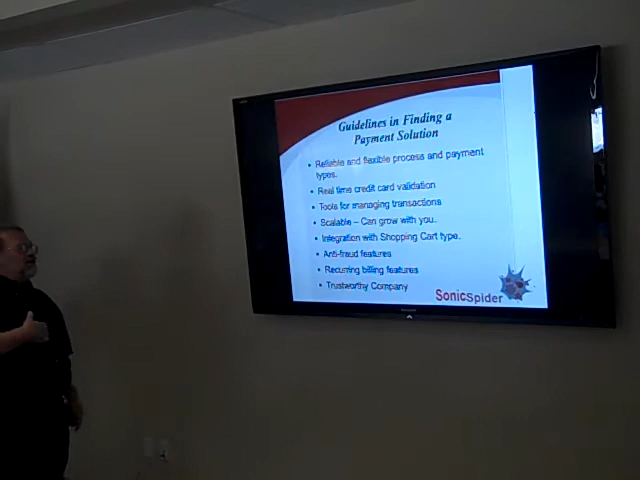 Guidelines in Finding a
Payment Solution
• Reliable and flexible process and payment
types.
• Real time credit card validation
• Tools for managing transactions
• Scalable – Can grow with you..
• Integration with Shopping Cart type..
• Anti-fraud features
• Recurring billing features
• Trustworthy Company
SonicSpider